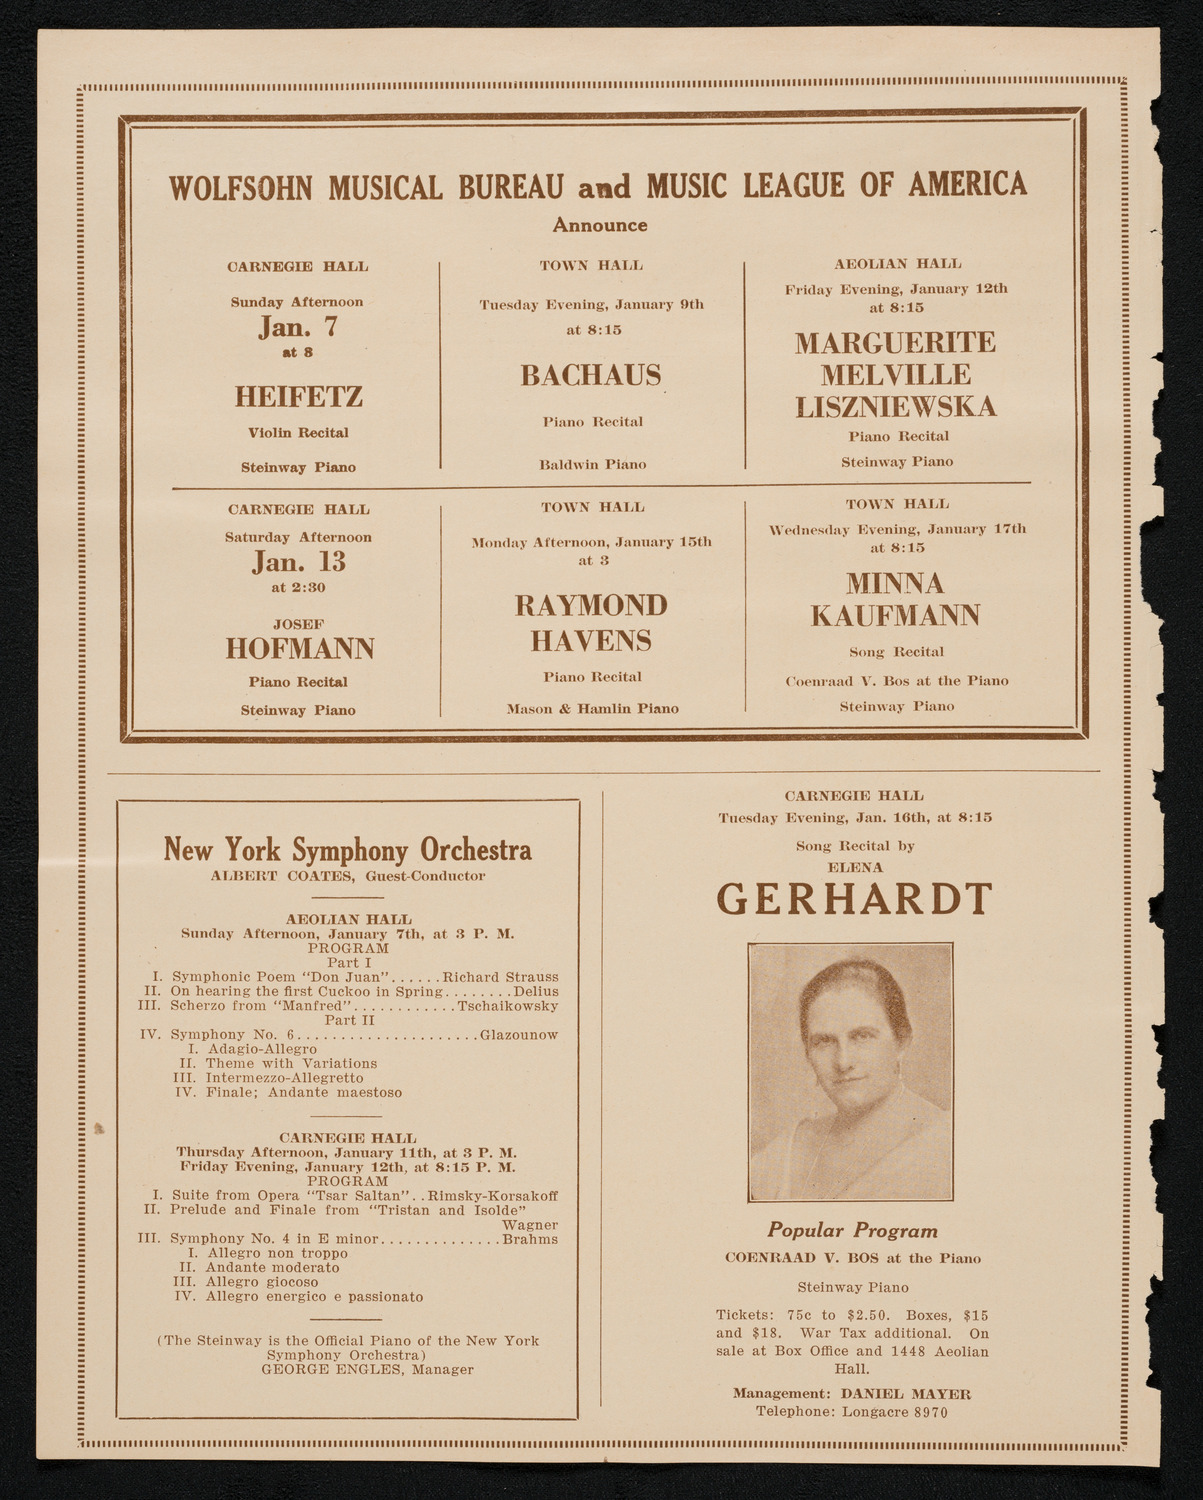 WOLFSOHN MUSICAL BUREAU and MUSIC LEAGUE OF AMERICA
Announce
CARNEGIE HALL
Sunday Afternoon
Jan. 7
at 3
HEIFETZ
Violin Recital
Steinway Piano
TOWN HALL
Tuesday Evening, January 9th
at 8:15
BACHAUS
Piano Recital
Baldwin Piano
AEOLIAN HALL
Friday Evening, January 12th
at 8:15
MARGUERITE
MELVILLE
LISZNIEWSKA
Piano Recital
Steinway Piano
CARNEGIE HALL
Saturday Afternoon
Jan. 13
at 2:30
JOSEF
HOFMANN
Piano Recital
Steinway Piano
TOWN HALL
Monday Afternoon, January 15th
at 3
RAYMOND
HAVENS
Piano Recital
Mason & Hamlin Piano
TOWN HALL
Wednesday Evening, January 17th
at 8:15
MINNA
KAUFMANN
Song Recital
Coenraad V. Bos at the Piano
Steinway Piano
New York Symphony Orchestra
ALBERT COATES, Guest-Conductor
AEOLIAN HALL
Sunday Afternoon, January 7th, at 3 P. M.
PROGRAM
Part I
I. Symphonic Poem "Don Juan"......Richard Strauss
II. On hearing the first Cuckoo in Spring........Delius
III. Scherzo from "Manfred"............Tschaikowsky
Part II
IV. Symphony No. 6.....................Glazounow
I. Adagio-Allegro
II. Theme with Variations
III. Intermezzo-Allegretto
IV. Finale; Andante maestoso
CARNEGIE HALL
Thursday Afternoon, January 11th, at 3 P. M.
Friday Evening, January 12th, at 8:15 P. M.
PROGRAM
I. Suite from Opera "Tsar Saltan"..Rimsky-Korsakoff
II. Prelude and Finale from "Tristan and Isolde"
Wagner
III. Symphony No. 4 in E minor..............Brahms
I. Allegro non troppo
II. Andante moderato
III. Allegro giocoso
IV. Allegro energico e passionato
(The Steinway is the Official Piano of the New York
Symphony Orchestra)
GEORGE ENGLES, Manager
CARNEGIE HALL
Tuesday Evening, Jan. 16th, at 8:15
Song Recital by
ELENA
GERHARDT
Popular Program
COENRAAD V. BOS at the Piano
Steinway Piano
Tickets: 75c to $2.50. Boxes, $15
and $18. War Tax additional. On
sale at Box Office and 1448 Aeolian
Hall.
Management: DANIEL MAYER
Telephone: Longacre 8970